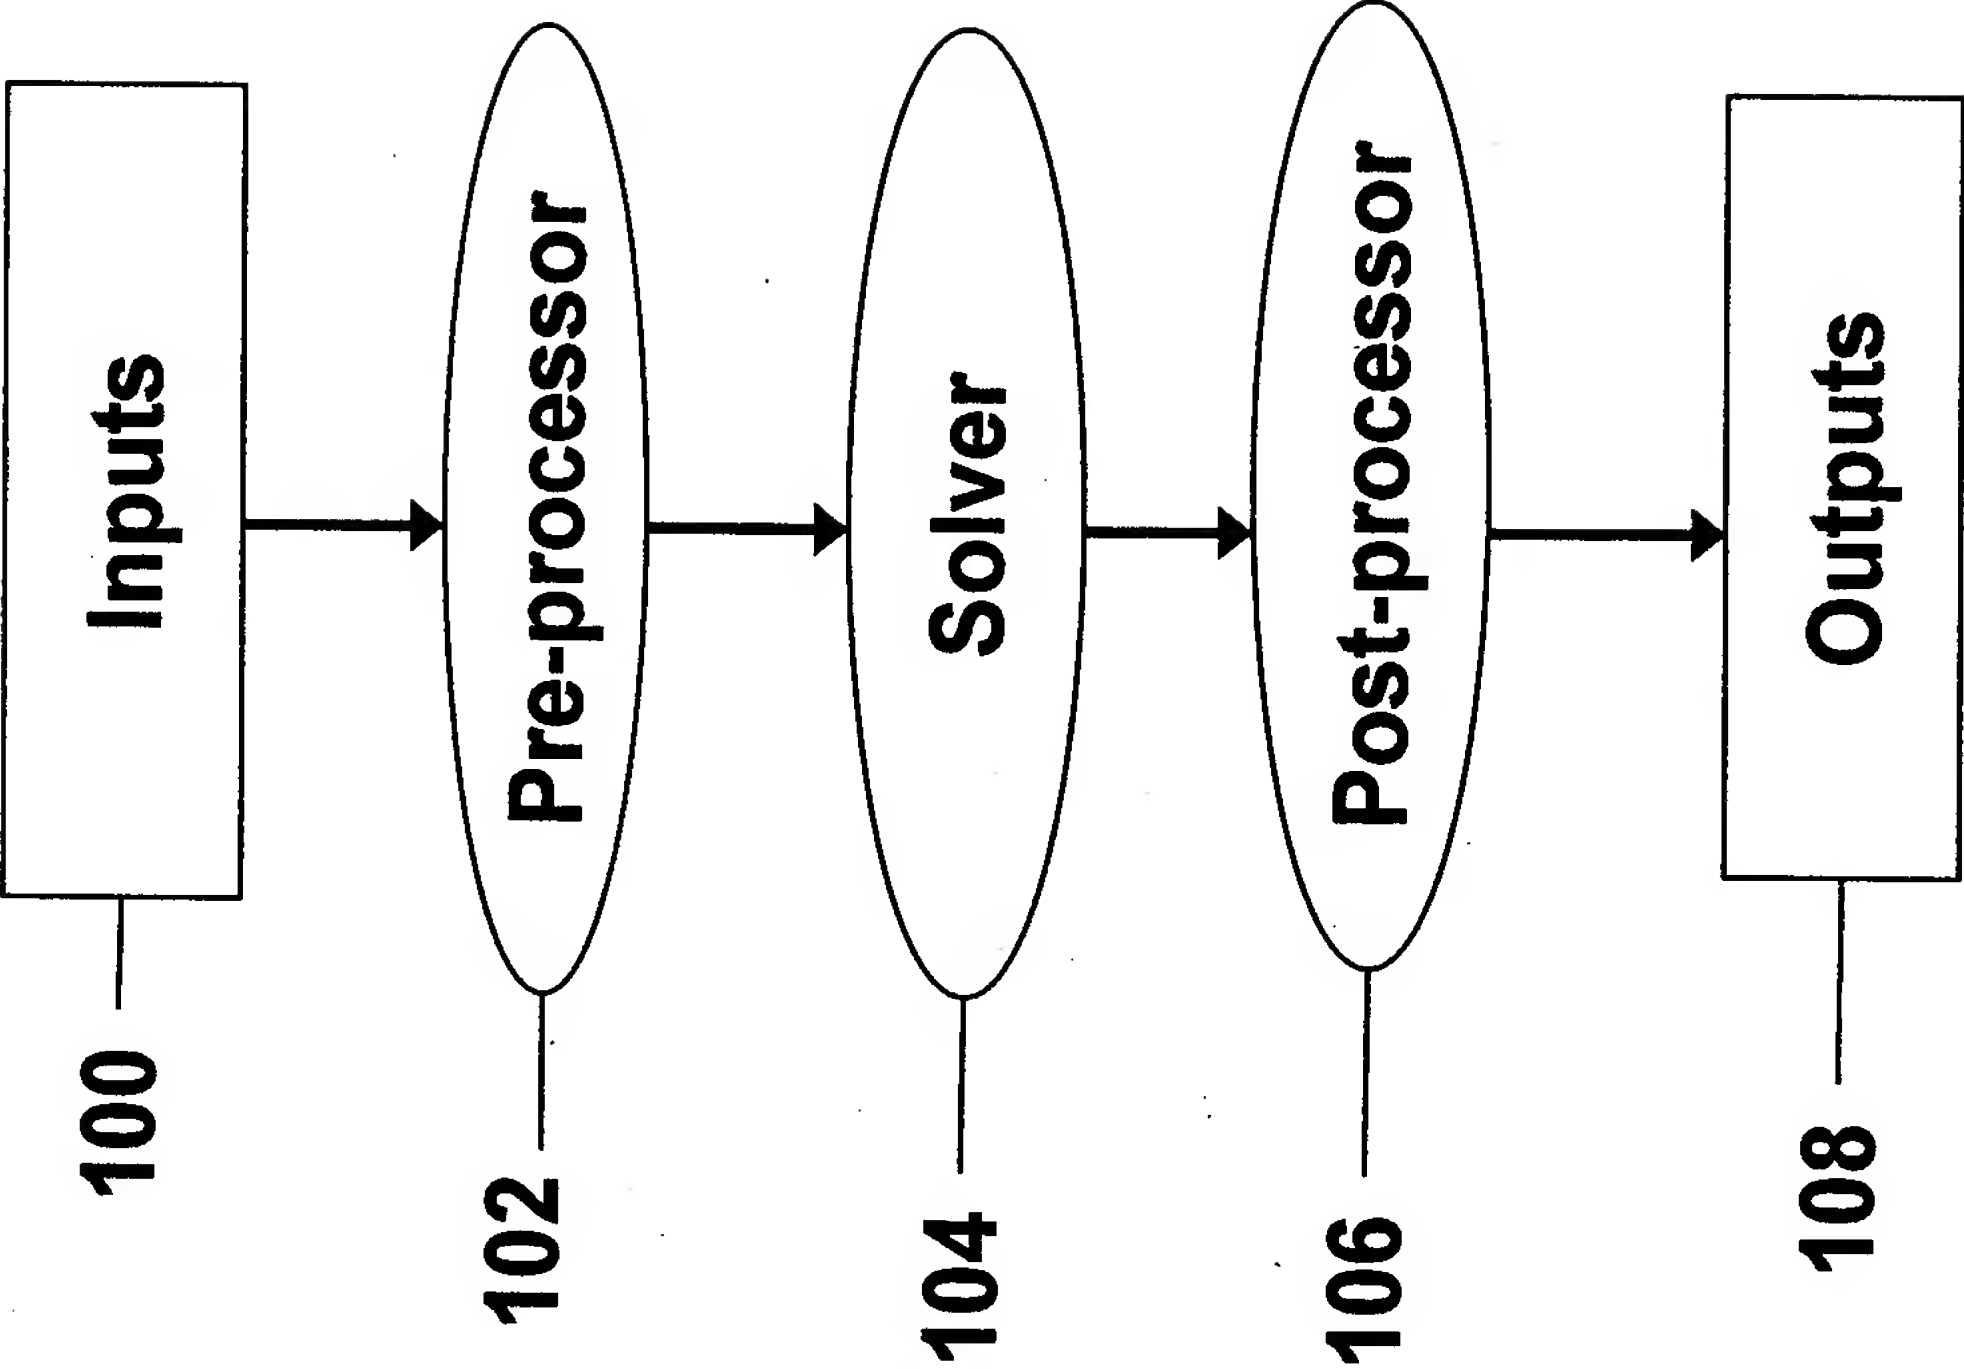 100
Inputs
102
Pre-processor
104
Solver
106
Post-processor
108
Outputs